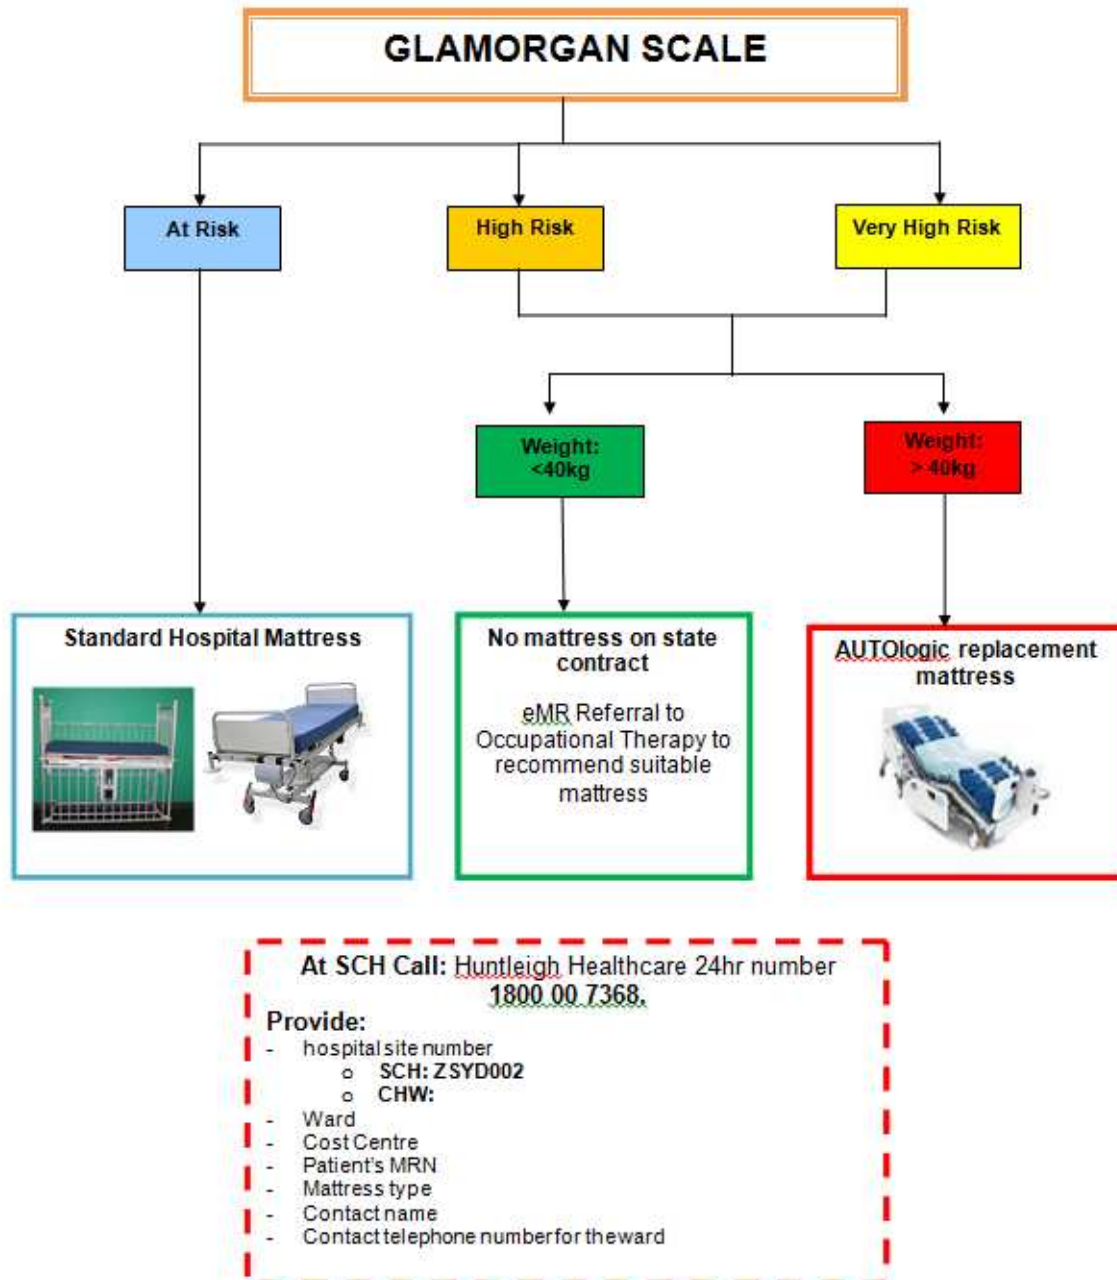 GLAMORGAN SCALE
At Risk
High Risk
Very High Risk
Weight:
<40kg
Weight:
> 40kg
Standard Hospital Mattress
No mattress on state
contract
eMR Referral to
Occupational Therapy to
recommend suitable
mattress
AUTOlogic replacement
mattress
At SCH Call: Huntleigh Healthcare 24hr number
1800 00 7368.
Provide:
- hospital site number
o SCH: ZSYD002
o CHW:
- Ward
- Cost Centre
- Patient's MRN
- Mattress type
- Contact name
- Contact telephone number for theward